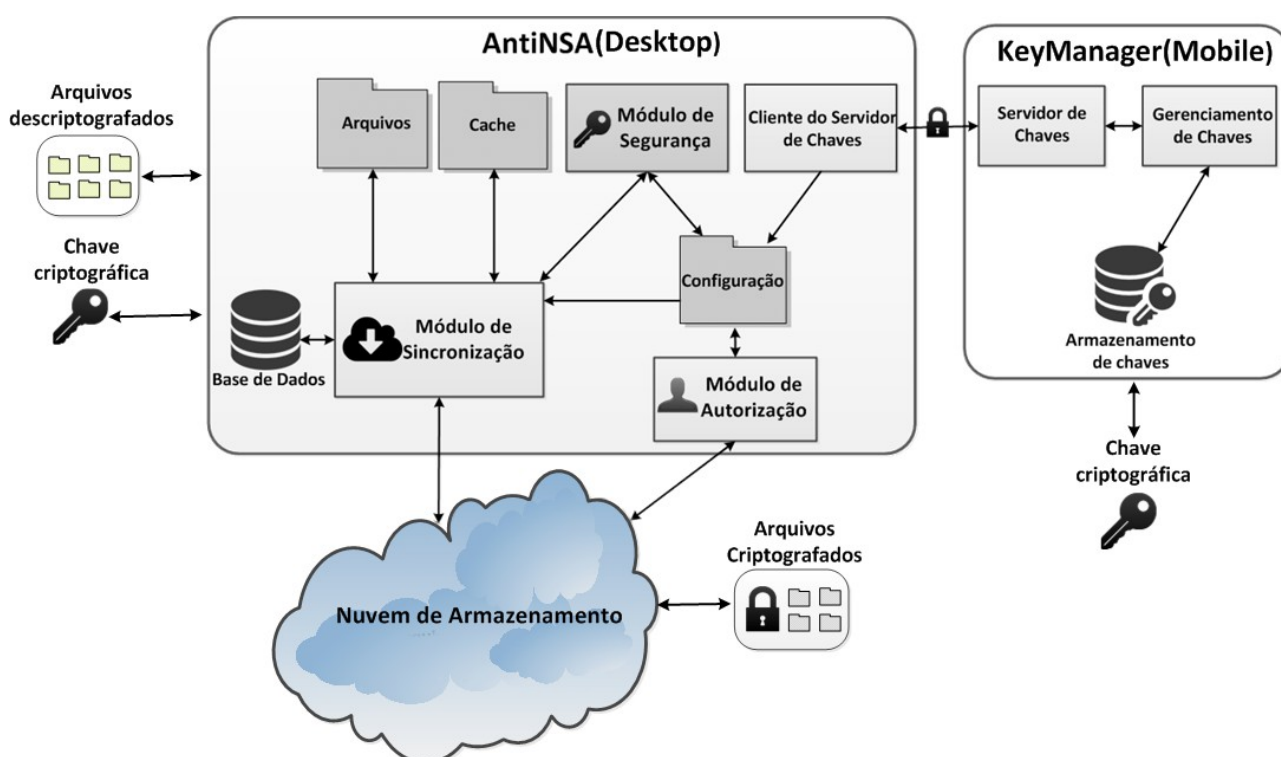 AntiNSA(Desktop)
KeyManager(Mobile)
Arquivos
descriptografados
Arquivos
Cache
Módulo de
Segurança
Cliente do Servidor
de Chaves
Servidor de
Chaves
Gerenciamento
de Chaves
Chave
criptográfica
Configuração
Base de Dados
Módulo de
Sincronização
Armazenamento
de chaves
Módulo de
Autorização
Chave
criptográfica
Arquivos
Criptografados
Nuvem de Armazenamento